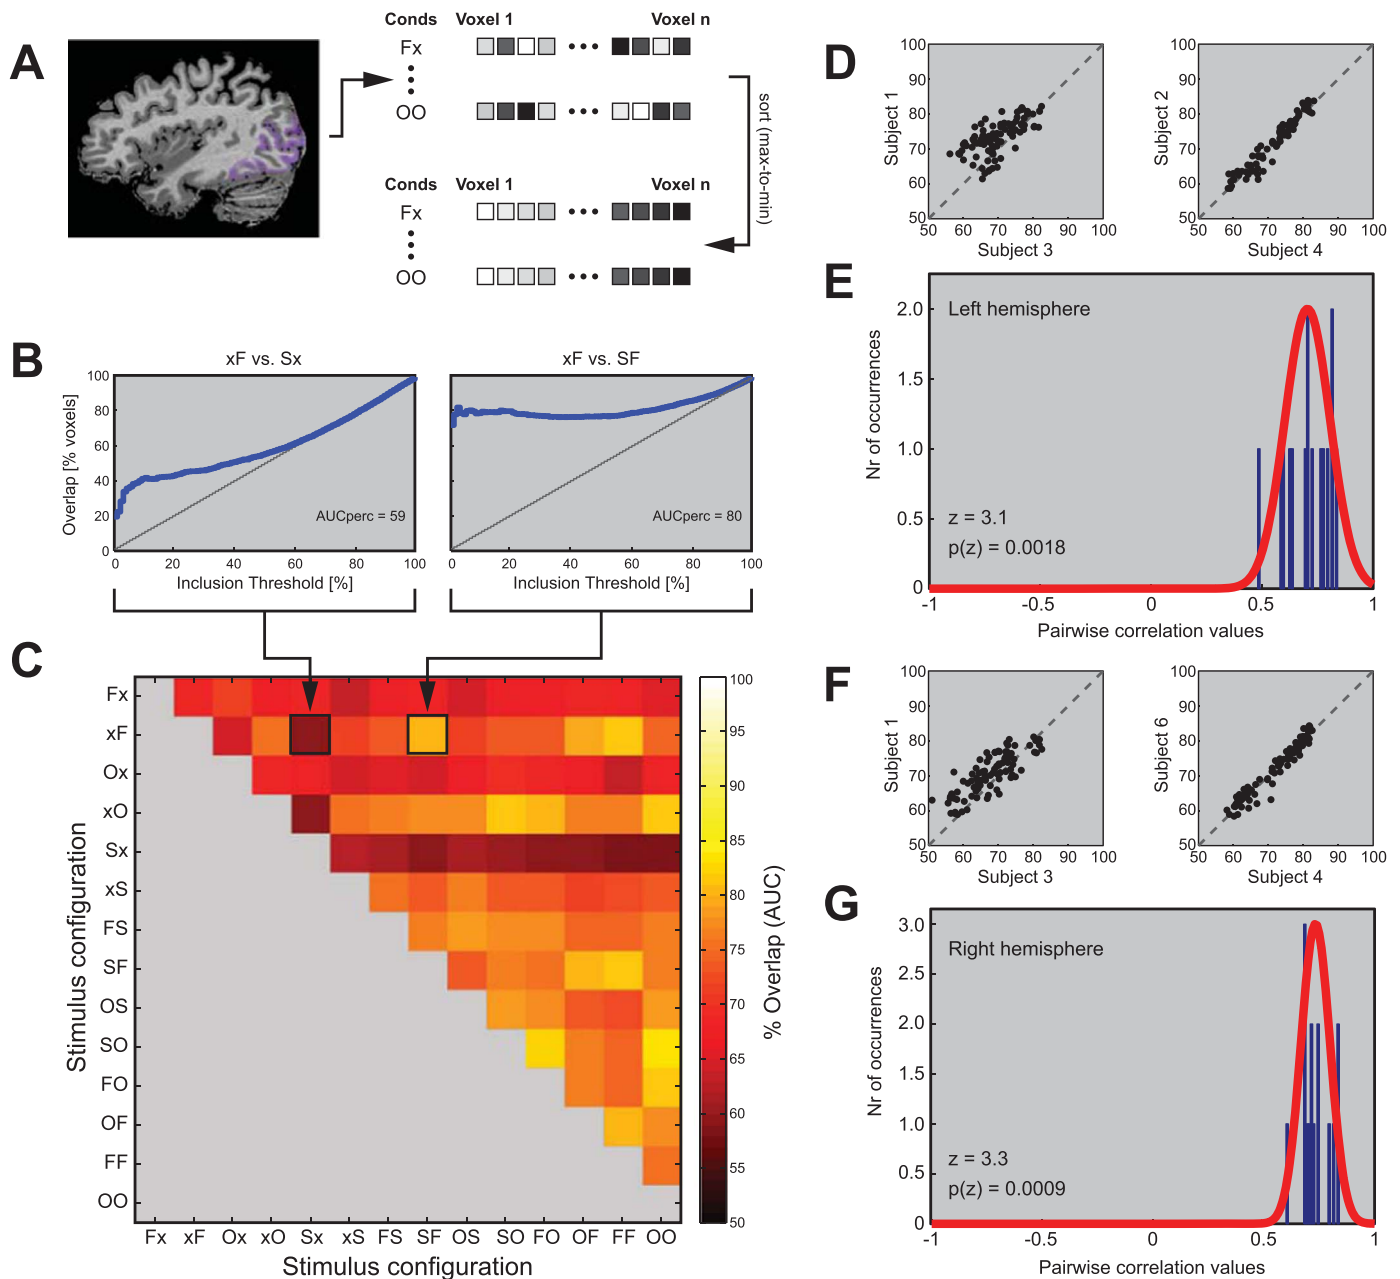 A
Conds Voxel 1 Voxel n
Fx
OO
sort (max-to-min)
Conds Voxel 1 Voxel n
Fx
OO
B
xF vs. Sx
Overlap [% voxels]
100
80
60
40
20
0
0 20 40 60 80 100
AUCperc = 59
Inclusion Threshold [%]
xF vs. SF
0 20 40 60 80 100
AUCperc = 80
Inclusion Threshold [%]
C
Stimulus configuration
Fx
xF
Ox
xO
Sx
xS
FS
SF
OS
SO
FO
OF
FF
OO
Fx xF Ox xO Sx xS FS SF OS SO FO OF FF OO
Stimulus configuration
100
95
90
85
80
75
70
65
60
55
50
% Overlap (AUC)
D
Subject 1
100
90
80
70
60
50
50 60 70 80 90 100
Subject 3
Subject 2
100
90
80
70
60
50
50 60 70 80 90 100
Subject 4
E
Left hemisphere
Nr of occurrences
2.0
1.5
1.0
0.5
0
z = 3.1
p(z) = 0.0018
-1 -0.5 0 0.5 1
Pairwise correlation values
F
Subject 1
100
90
80
70
60
50
50 60 70 80 90 100
Subject 3
Subject 6
100
90
80
70
60
50
50 60 70 80 90 100
Subject 4
G
Right hemisphere
Nr of occurrences
3.0
2.5
2.0
1.5
1.0
0.5
0
z = 3.3
p(z) = 0.0009
-1 -0.5 0 0.5 1
Pairwise correlation values